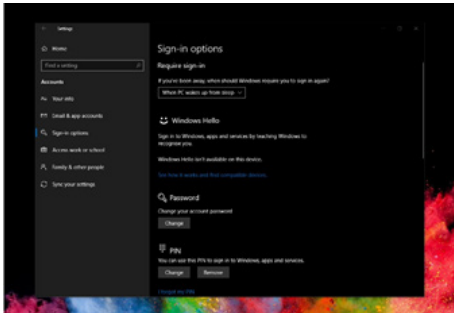 Settings
Home
Find a setting
Accounts
Your info
Email & app accounts
Sign-in options
Access work or school
Family & other people
Sync your settings
Sign-in options
Require sign-in
If you've been away, when should Windows require you to sign in again?
When PC wakes up from sleep
Windows Hello
Sign in to Windows, apps and services by teaching Windows to
recognize you.
Windows Hello isn't available on this device.
See how it works and find compatible devices.
Password
Change your account password
Change
PIN
You can use this PIN to sign in to Windows, apps and services.
Change Remove
I forgot my PIN